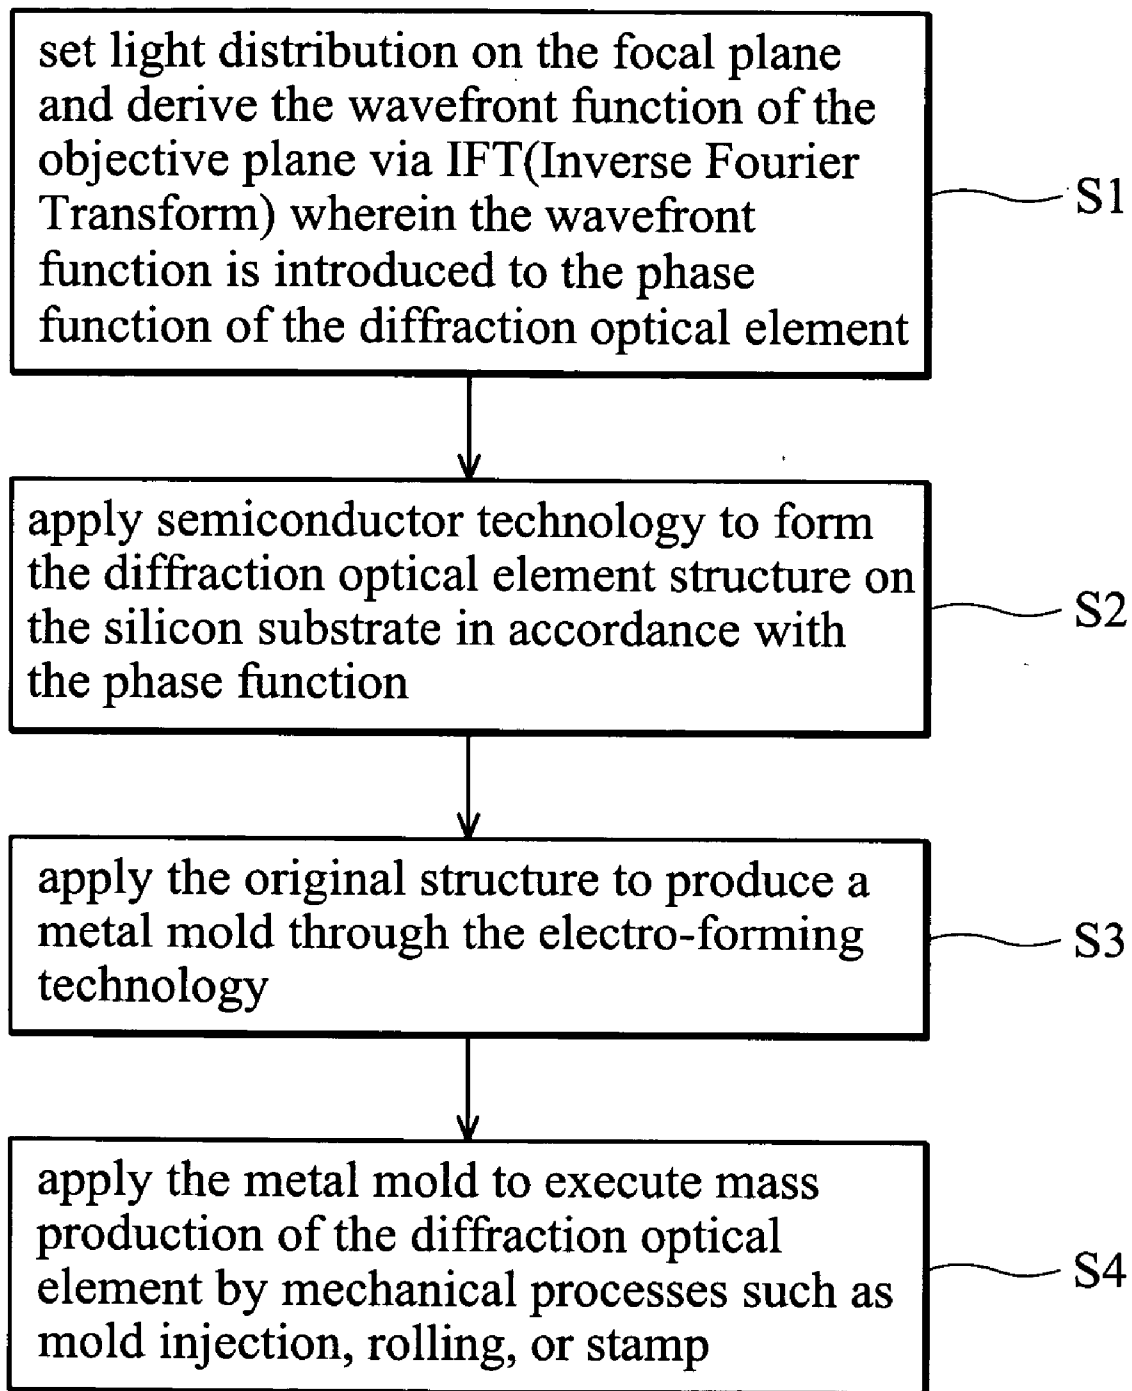 set light distribution on the focal plane
and derive the wavefront function of the
objective plane via IFT(Inverse Fourier
Transform) wherein the wavefront
function is introduced to the phase
function of the diffraction optical element
S1
apply semiconductor technology to form
the diffraction optical element structure on
the silicon substrate in accordance with
the phase function
S2
apply the original structure to produce a
metal mold through the electro-forming
technology
S3
apply the metal mold to execute mass
production of the diffraction optical
element by mechanical processes such as
mold injection, rolling, or stamp
S4